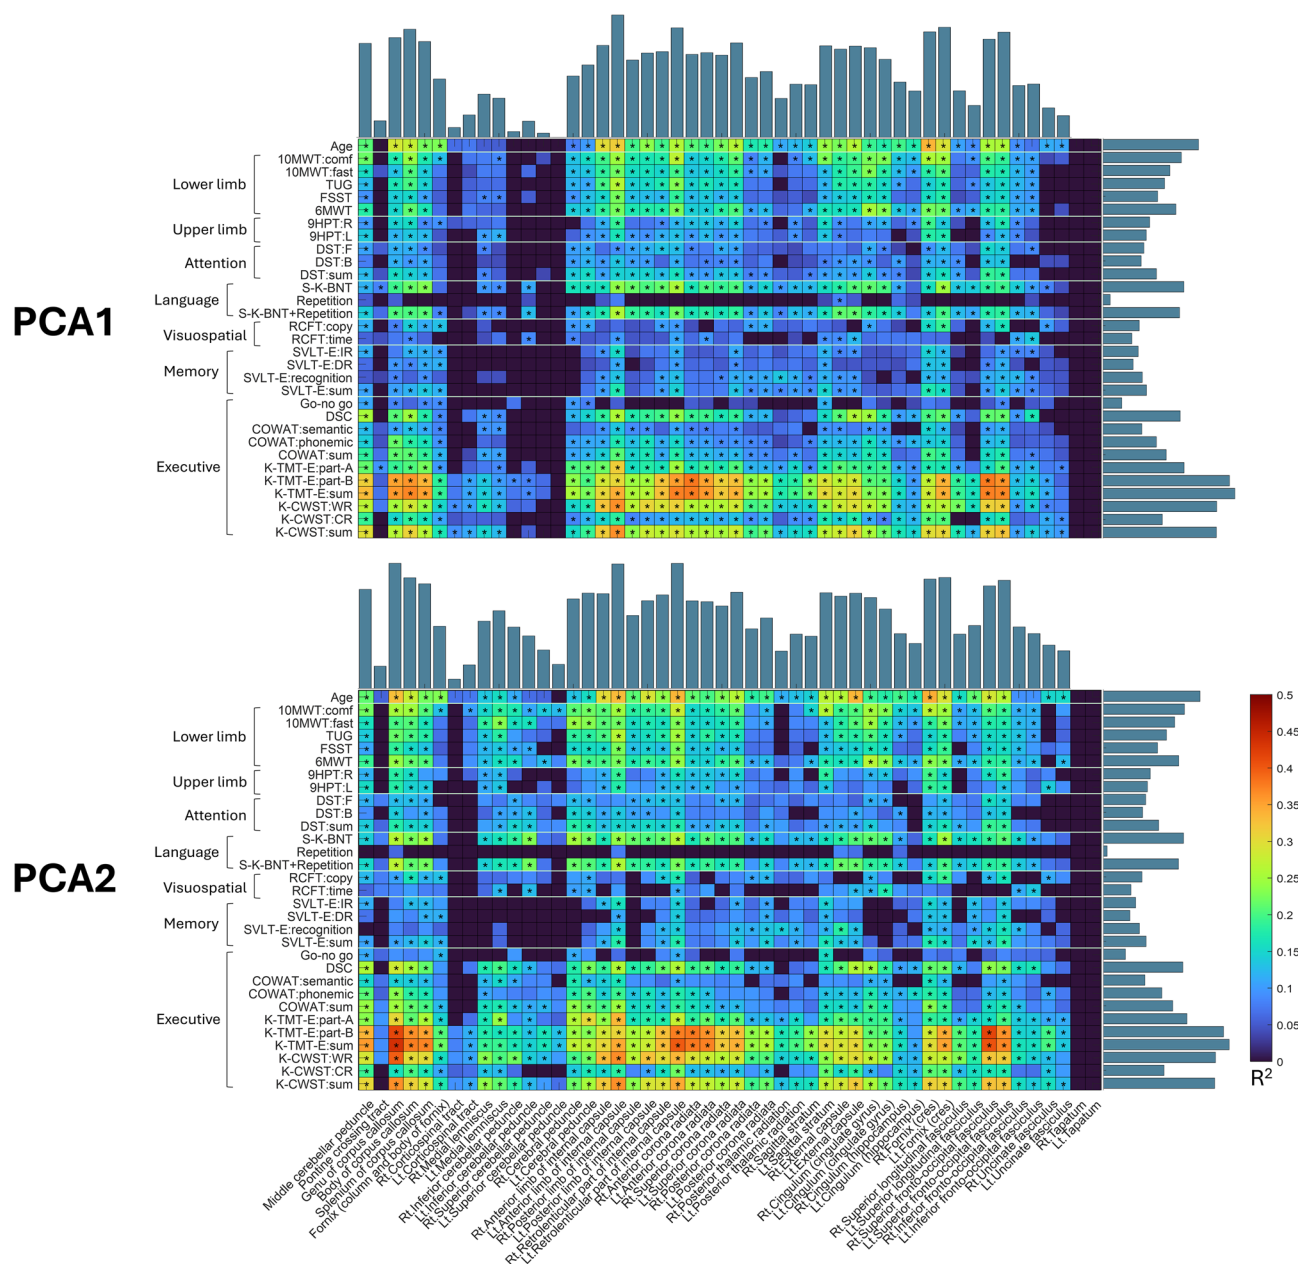 PCA1
Age
Lower limb
10MWT:comf
10MWT:fast
TUG
FSST
6MWT
Upper limb
9HPT:R
9HPT:L
Attention
DST:F
DST:B
DST:sum
Language
S-K-BNT
Repetition
S-K-BNT+Repetition
Visuospatial
RCFT:copy
RCFT:time
Memory
SVLT-E:IR
SVLT-E:DR
SVLT-E:recognition
SVLT-E:sum
Executive
Go-no go
DSC
COWAT:semantic
COWAT:phonemic
COWAT:sum
K-TMT-E:part-A
K-TMT-E:part-B
K-TMT-E:sum
K-CWST:WR
K-CWST:CR
K-CWST:sum
PCA2
Age
Lower limb
10MWT:comf
10MWT:fast
TUG
FSST
6MWT
Upper limb
9HPT:R
9HPT:L
Attention
DST:F
DST:B
DST:sum
Language
S-K-BNT
Repetition
S-K-BNT+Repetition
Visuospatial
RCFT:copy
RCFT:time
Memory
SVLT-E:IR
SVLT-E:DR
SVLT-E:recognition
SVLT-E:sum
Executive
Go-no go
DSC
COWAT:semantic
COWAT:phonemic
COWAT:sum
K-TMT-E:part-A
K-TMT-E:part-B
K-TMT-E:sum
K-CWST:WR
K-CWST:CR
K-CWST:sum
0.5
0.45
0.4
0.35
0.3
0.25
0.2
0.15
0.1
0.05
0
R²
Middle cerebellar peduncle
Pontine crossing tract
Genu of corpus callosum
Body of corpus callosum
Splenium of corpus callosum
Fornix (column and body of fornix)
Rt.Corticospinal tract
Lt.Corticospinal tract
Rt.Medial lemniscus
Lt.Medial lemniscus
Rt.Inferior cerebellar peduncle
Lt.Inferior cerebellar peduncle
Rt.Superior cerebellar peduncle
Lt.Superior cerebellar peduncle
Rt.Cerebral peduncle
Lt.Cerebral peduncle
Rt.Anterior limb of internal capsule
Lt.Anterior limb of internal capsule
Rt.Posterior limb of internal capsule
Lt.Posterior limb of internal capsule
Rt.Retrolenticular part of internal capsule
Lt.Retrolenticular part of internal capsule
Rt.Anterior corona radiata
Lt.Anterior corona radiata
Rt.Superior corona radiata
Lt.Superior corona radiata
Rt.Posterior corona radiata
Lt.Posterior corona radiata
Rt.Posterior thalamic radiation
Lt.Posterior thalamic radiation
Rt.Sagittal stratum
Lt.Sagittal stratum
Rt.External capsule
Lt.External capsule
Rt.Cingulum (cingulate gyrus)
Lt.Cingulum (cingulate gyrus)
Rt.Cingulum (hippocampus)
Lt.Cingulum (hippocampus)
Rt.Fornix (cres)
Lt.Fornix (cres)
Rt.Superior longitudinal fasciculus
Lt.Superior longitudinal fasciculus
Rt.Superior fronto-occipital fasciculus
Lt.Superior fronto-occipital fasciculus
Rt.Inferior fronto-occipital fasciculus
Lt.Inferior fronto-occipital fasciculus
Rt.Uncinate fasciculus
Lt.Uncinate fasciculus
Rt.Tapatum
Lt.Tapatum